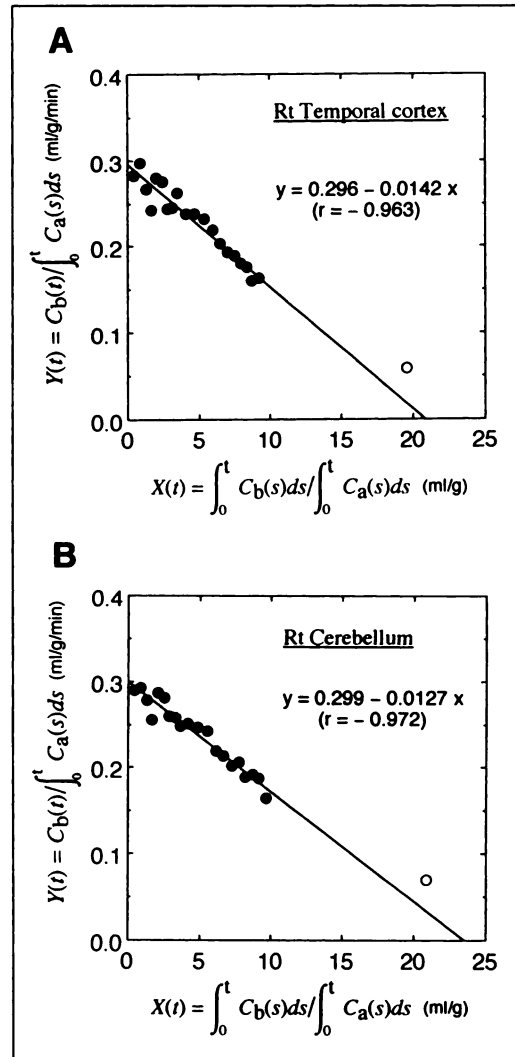 A
0.4
0.3
0.2
0.1
0.0
Y(t) = Cb(t)/∫₀ᵗ Ca(s)ds (ml/g/min)
Rt Temporal cortex
y = 0.296 – 0.0142 x
(r = – 0.963)
0 5 10 15 20 25
X(t) = ∫₀ᵗ Cb(s)ds/∫₀ᵗ Ca(s)ds (ml/g)
B
0.4
0.3
0.2
0.1
0.0
Y(t) = Cb(t)/∫₀ᵗ Ca(s)ds (ml/g/min)
Rt Cerebellum
y = 0.299 – 0.0127 x
(r = – 0.972)
0 5 10 15 20 25
X(t) = ∫₀ᵗ Cb(s)ds/∫₀ᵗ Ca(s)ds (ml/g)